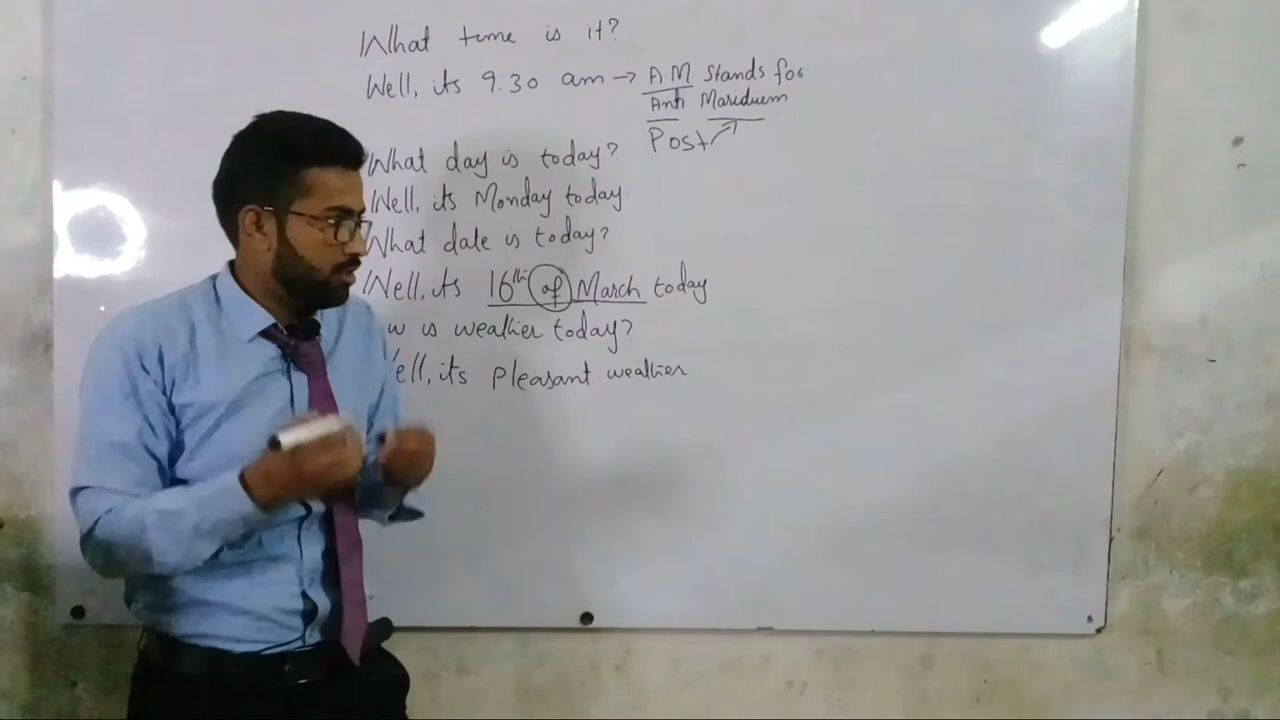 What time is it?
Well, its 9:30 am → AM Stands for
Anti Maridium
Post
What day is today?
Well, its Monday today
What date is today?
Well, its 16th of March today
w is weather today?
ell, its Pleasant weather